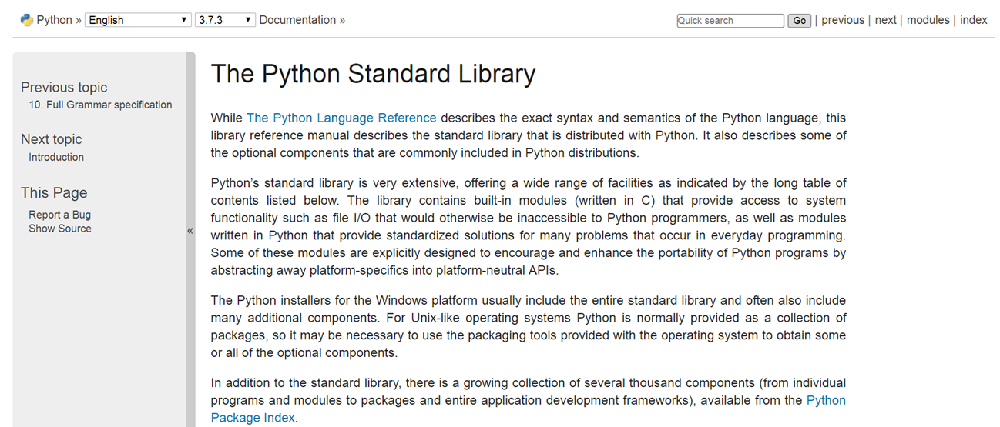 Python » English 3.7.3 Documentation » Quick search Go | previous | next | modules | index
Previous topic
10. Full Grammar specification
Next topic
Introduction
This Page
Report a Bug
Show Source
«
The Python Standard Library
While The Python Language Reference describes the exact syntax and semantics of the Python language, this
library reference manual describes the standard library that is distributed with Python. It also describes some of
the optional components that are commonly included in Python distributions.
Python’s standard library is very extensive, offering a wide range of facilities as indicated by the long table of
contents listed below. The library contains built-in modules (written in C) that provide access to system
functionality such as file I/O that would otherwise be inaccessible to Python programmers, as well as modules
written in Python that provide standardized solutions for many problems that occur in everyday programming.
Some of these modules are explicitly designed to encourage and enhance the portability of Python programs by
abstracting away platform-specifics into platform-neutral APIs.
The Python installers for the Windows platform usually include the entire standard library and often also include
many additional components. For Unix-like operating systems Python is normally provided as a collection of
packages, so it may be necessary to use the packaging tools provided with the operating system to obtain some
or all of the optional components.
In addition to the standard library, there is a growing collection of several thousand components (from individual
programs and modules to packages and entire application development frameworks), available from the Python
Package Index.